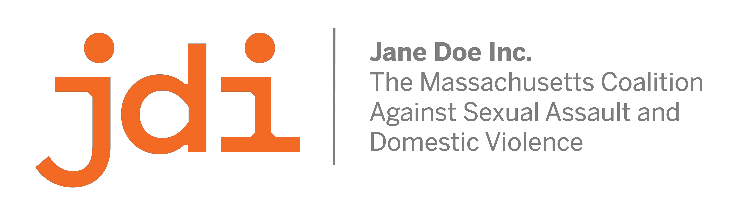 jdi
Jane Doe Inc.
The Massachusetts Coalition
Against Sexual Assault and
Domestic Violence